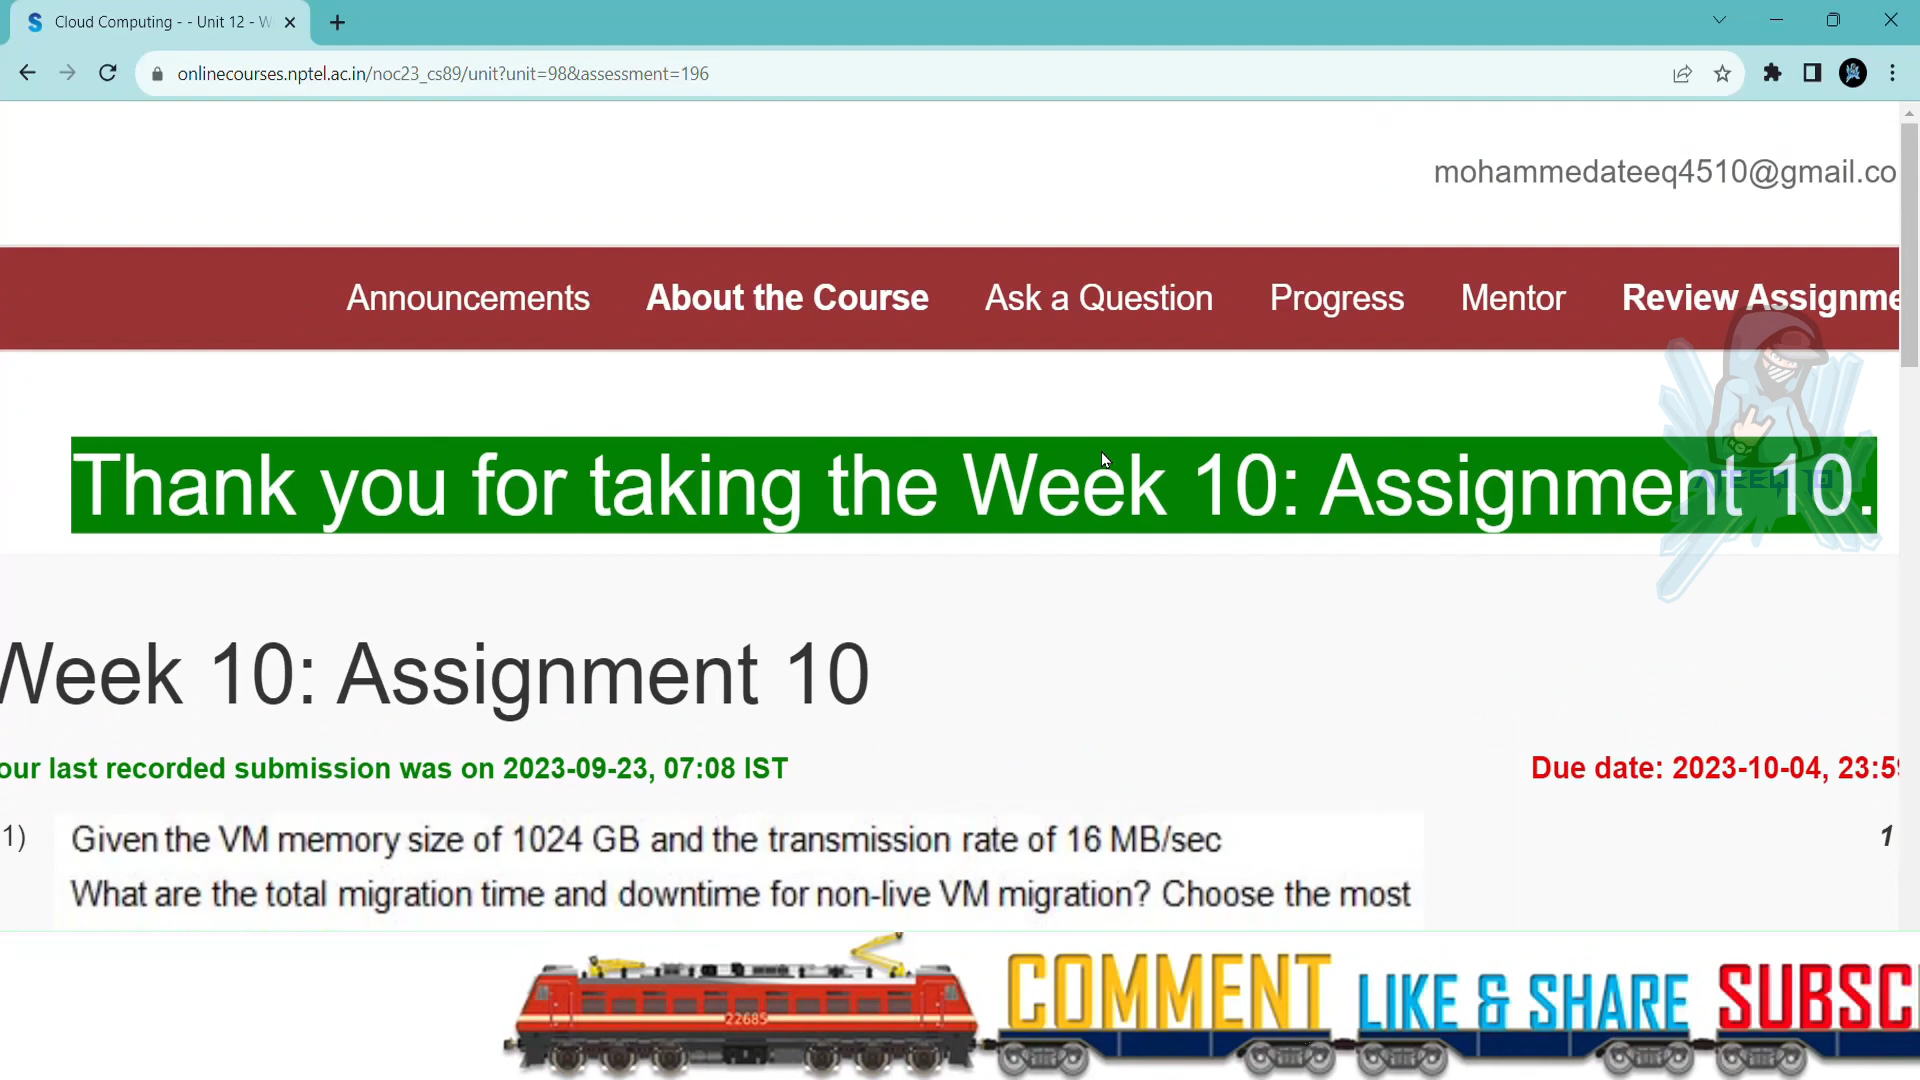 Cloud Computing - - Unit 12 - W
onlinecourses.nptel.ac.in/noc23_cs89/unit?unit=98&assessment=196
mohammedateeq4510@gmail.co
Announcements About the Course Ask a Question Progress Mentor Review Assignme
Thank you for taking the Week 10: Assignment 10.
ATEEQ 10
Week 10: Assignment 10
our last recorded submission was on 2023-09-23, 07:08 IST
Due date: 2023-10-04, 23:59
1) Given the VM memory size of 1024 GB and the transmission rate of 16 MB/sec 1
What are the total migration time and downtime for non-live VM migration? Choose the most
22685
COMMENT LIKE & SHARE SUBSC